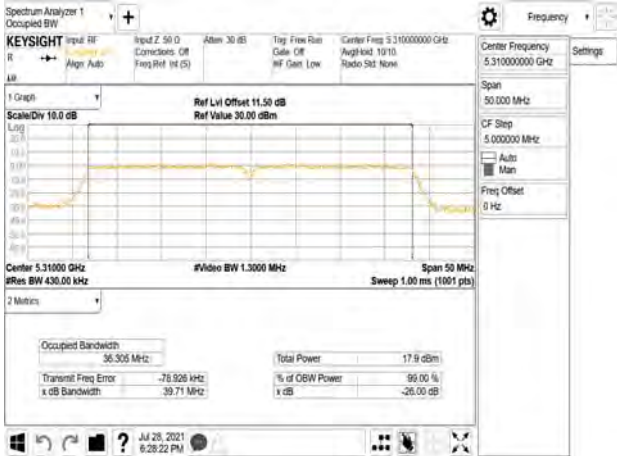 Spectrum Analyzer 1
Occupied BW
+
Frequency
KEYSIGHT Input: RF
R
Align: Auto
Input Z: 50 Ω
Corrections: Off
Freq Ref: Int (S)
Atten: 30 dB
Trig: Free Run
Gate: Off
#IF Gain: Low
Center Freq: 5.310000000 GHz
Avg|Hold: 10/10
Radio Std: None
Center Frequency
5.310000000 GHz
Settings
Span
50.000 MHz
CF Step
5.000000 MHz
Auto
Man
Freq Offset
0 Hz
1 Graph
Scale/Div 10.0 dB
Ref Lvl Offset 11.50 dB
Ref Value 30.00 dBm
Log
Center 5.31000 GHz
#Video BW 1.3000 MHz
Span 50 MHz
#Res BW 430.00 kHz
Sweep 1.00 ms (1001 pts)
2 Metrics
Occupied Bandwidth
36.305 MHz
Total Power 17.9 dBm
Transmit Freq Error -78.926 kHz
% of OBW Power 99.00 %
x dB Bandwidth 39.71 MHz
x dB -26.00 dB
?
Jul 28, 2021
6:28:22 PM